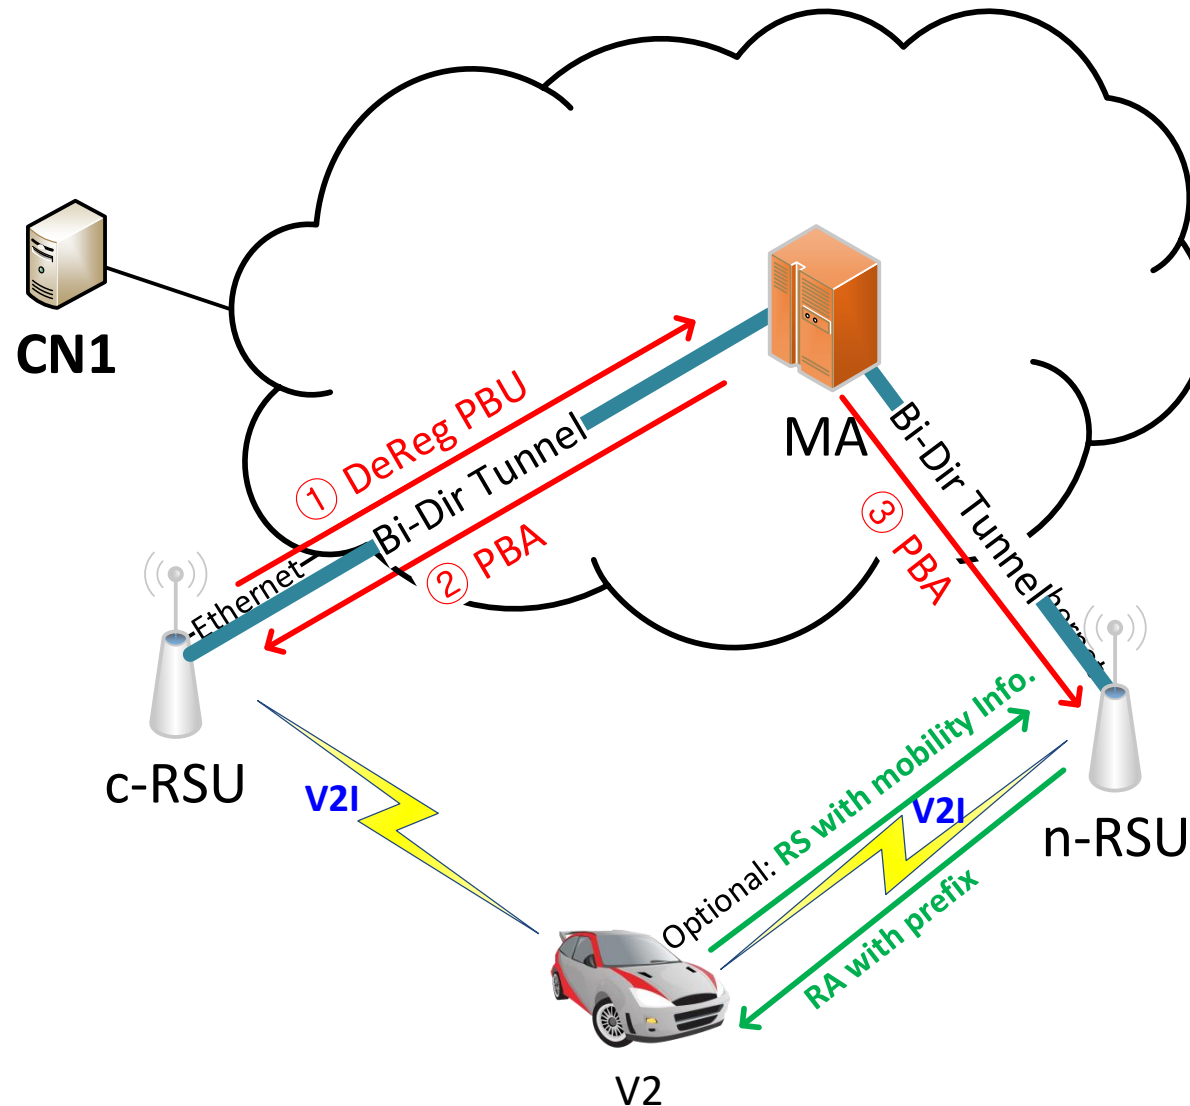 CN1
MA
① DeReg PBU
Bi-Dir Tunnel
② PBA
Ethernet
Bi-Dir Tunnel
③ PBA
c-RSU
n-RSU
V2I
V2I
Optional: RS with mobility Info.
RA with prefix
V2